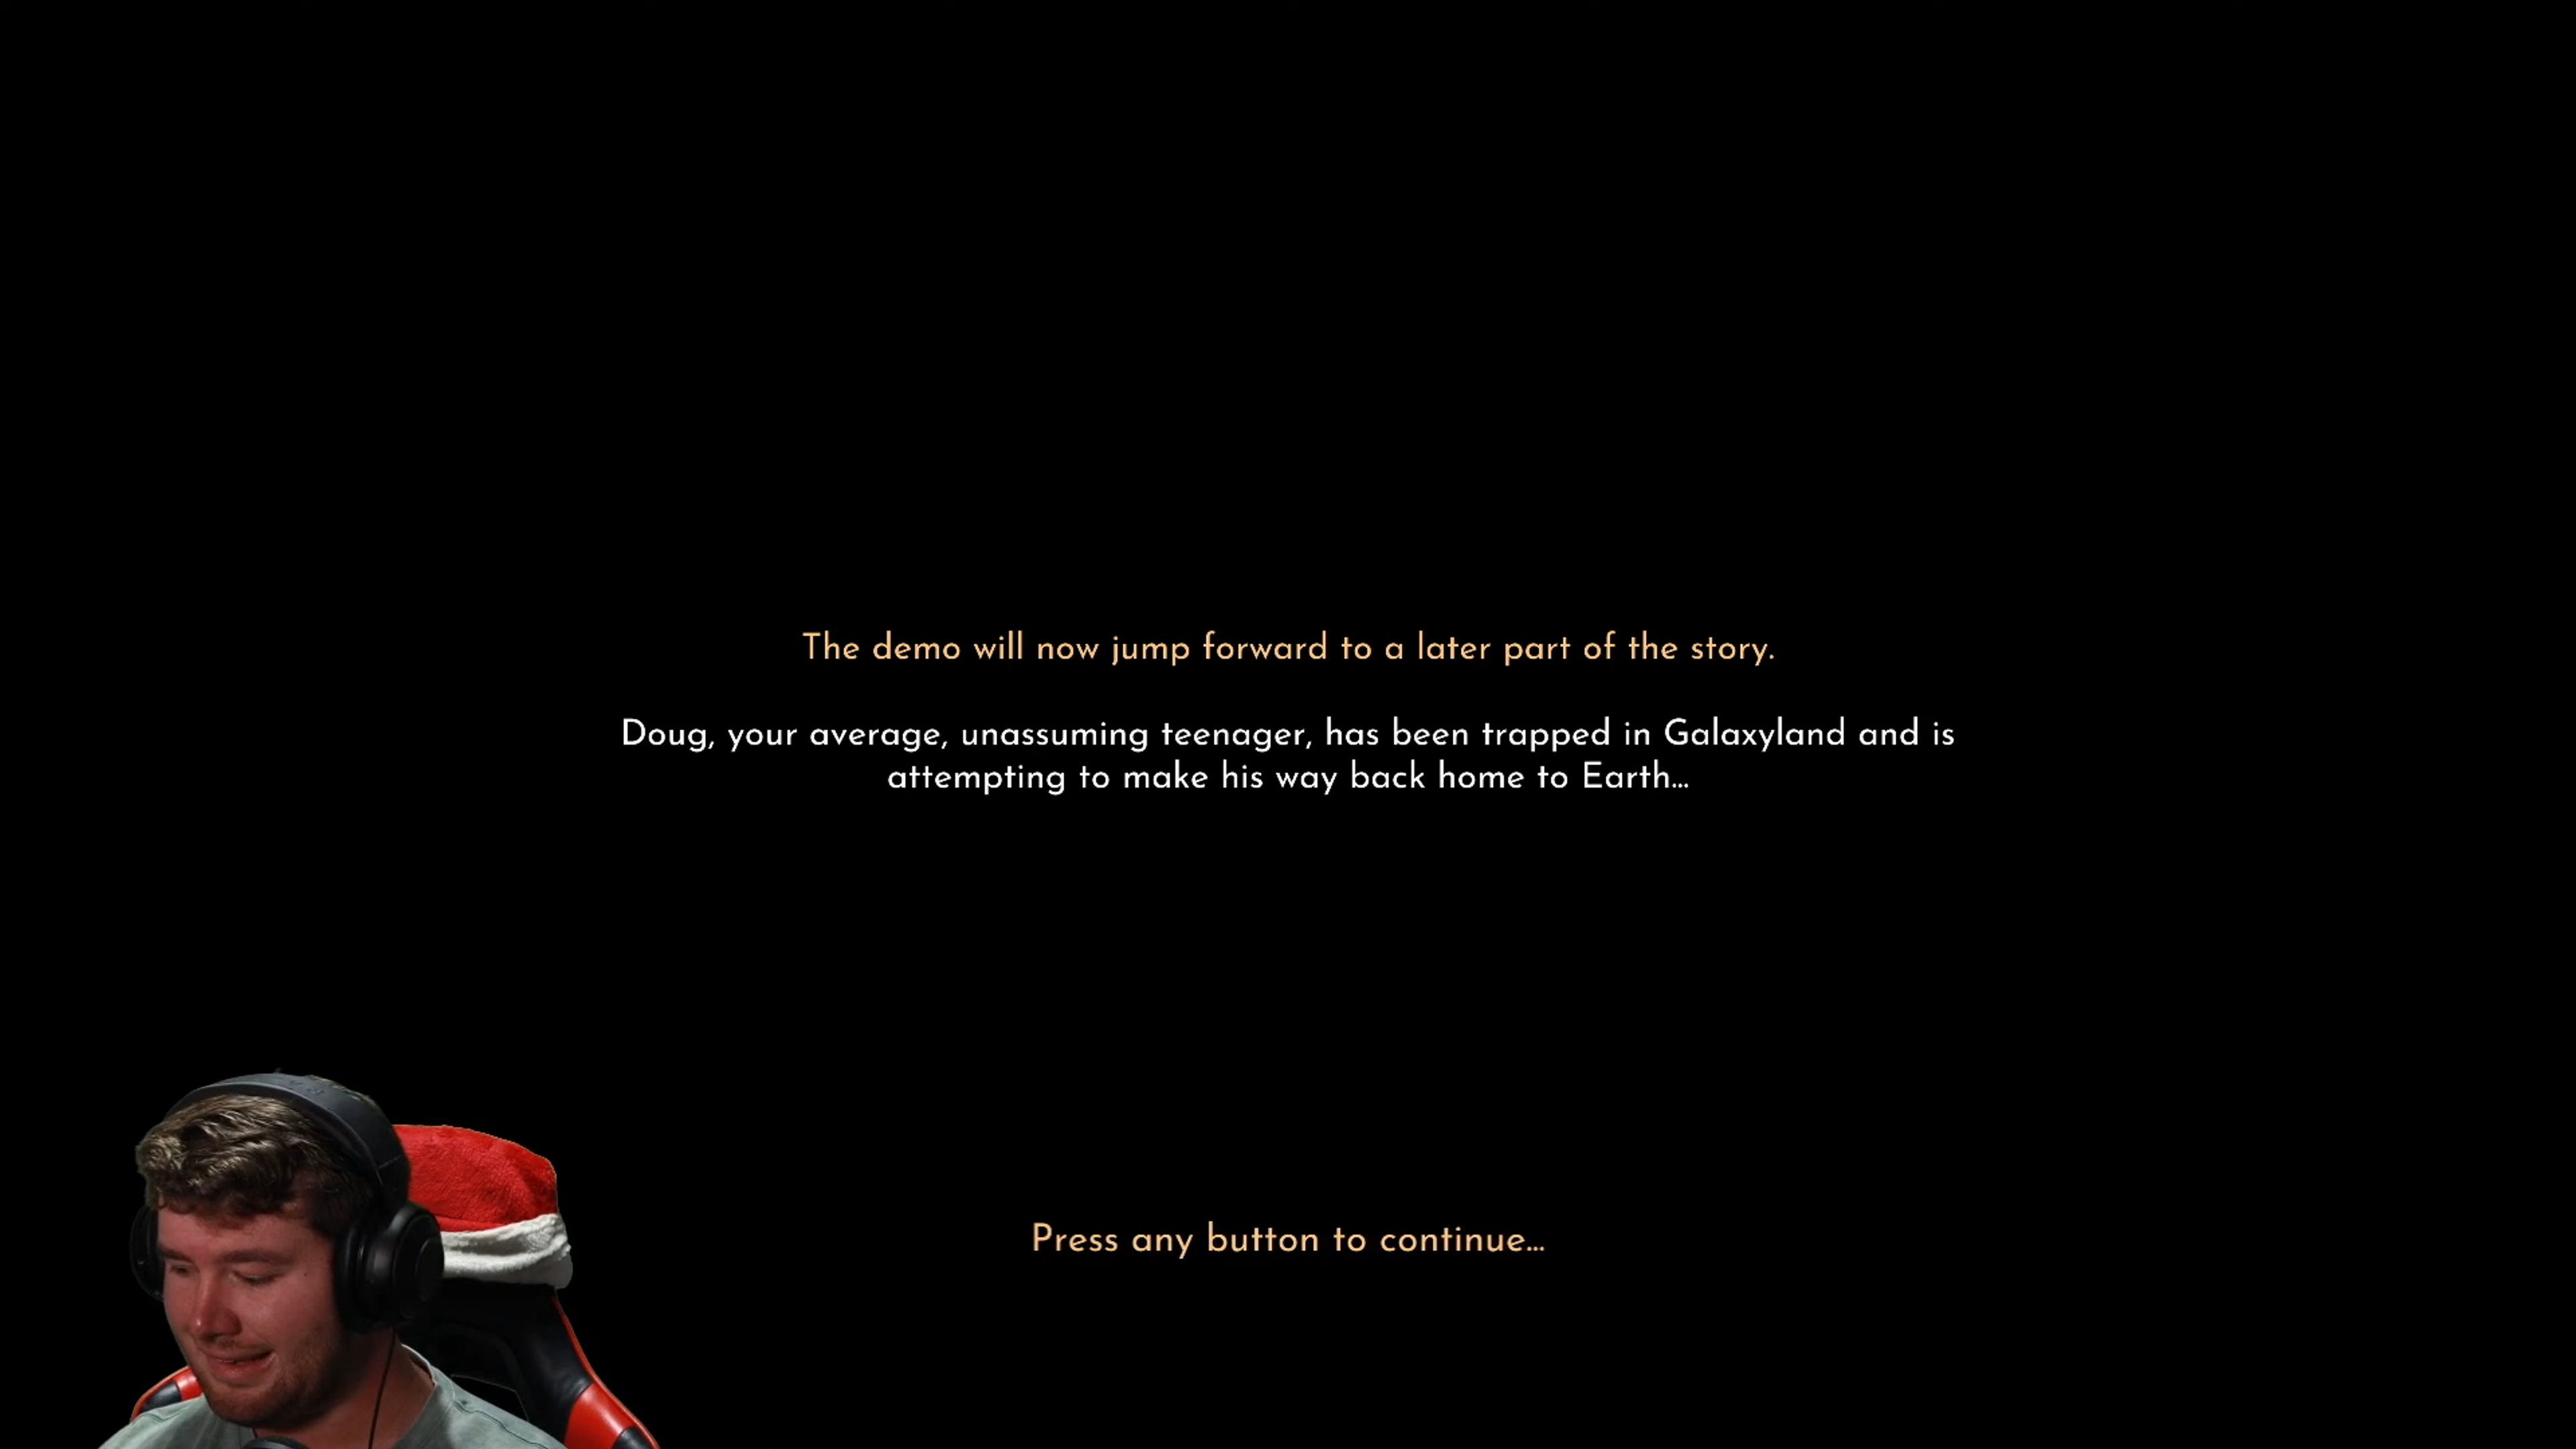 The demo will now jump forward to a later part of the story.
Doug, your average, unassuming teenager, has been trapped in Galaxyland and is
attempting to make his way back home to Earth...
Press any button to continue...